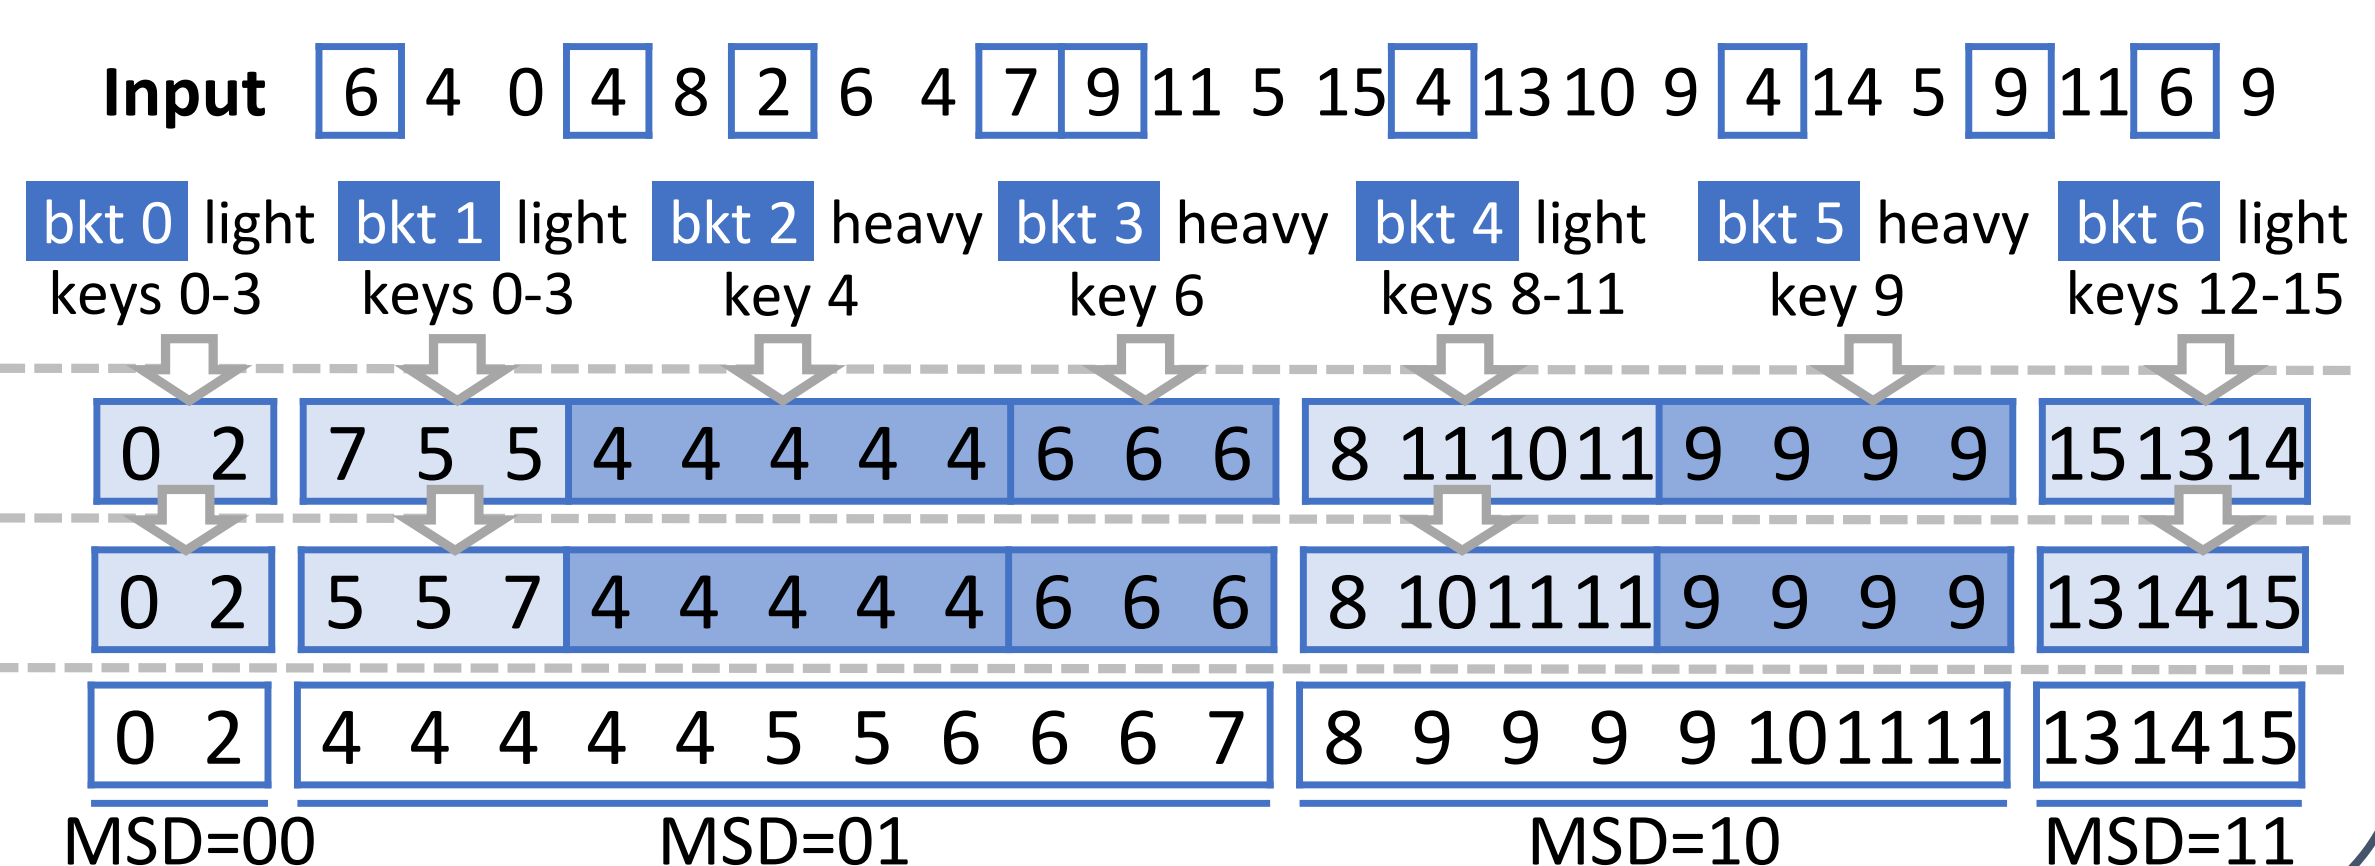 Input 6 4 0 4 8 2 6 4 7 9 11 5 15 4 13 10 9 4 14 5 9 11 6 9
bkt 0 light bkt 1 light bkt 2 heavy bkt 3 heavy bkt 4 light bkt 5 heavy bkt 6 light
keys 0-3 keys 0-3 key 4 key 6 keys 8-11 key 9 keys 12-15
0 2 7 5 5 4 4 4 4 4 6 6 6 8 11 10 11 9 9 9 9 15 13 14
0 2 5 5 7 4 4 4 4 4 6 6 6 8 10 11 11 9 9 9 9 13 14 15
0 2 4 4 4 4 4 5 5 6 6 6 7 8 9 9 9 9 10 11 11 13 14 15
MSD=00 MSD=01 MSD=10 MSD=11